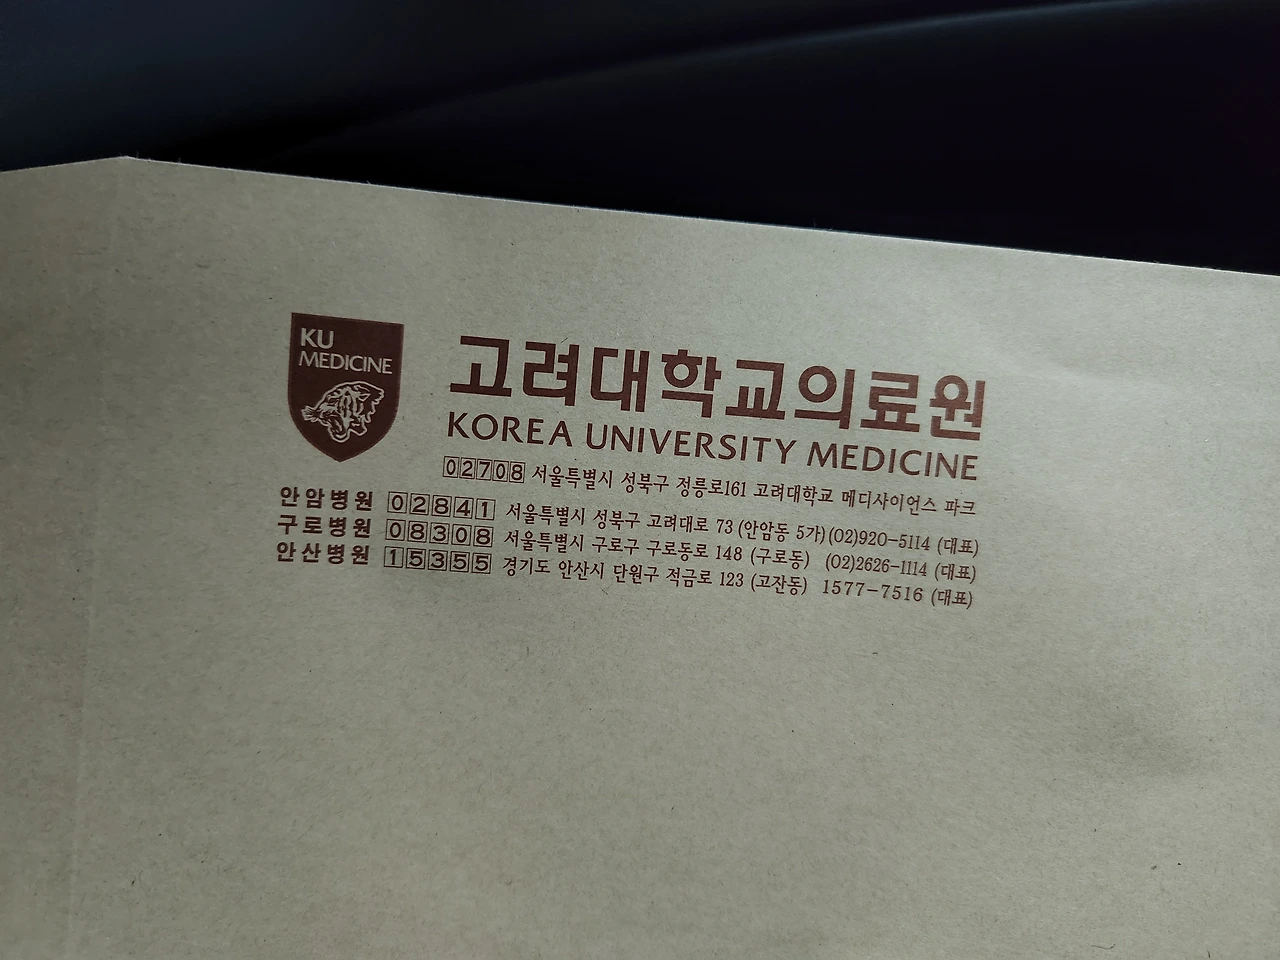 KU
MEDICINE
고려대학교의료원
KOREA UNIVERSITY MEDICINE
02708 서울특별시 성북구 정릉로161 고려대학교 메디사이언스 파크
안암병원 02841 서울특별시 성북구 고려대로 73 (안암동 5가) (02)920-5114 (대표)
구로병원 08308 서울특별시 구로구 구로동로 148 (구로동) (02)2626-1114 (대표)
안산병원 15355 경기도 안산시 단원구 적금로 123 (고잔동) 1577-7516 (대표)